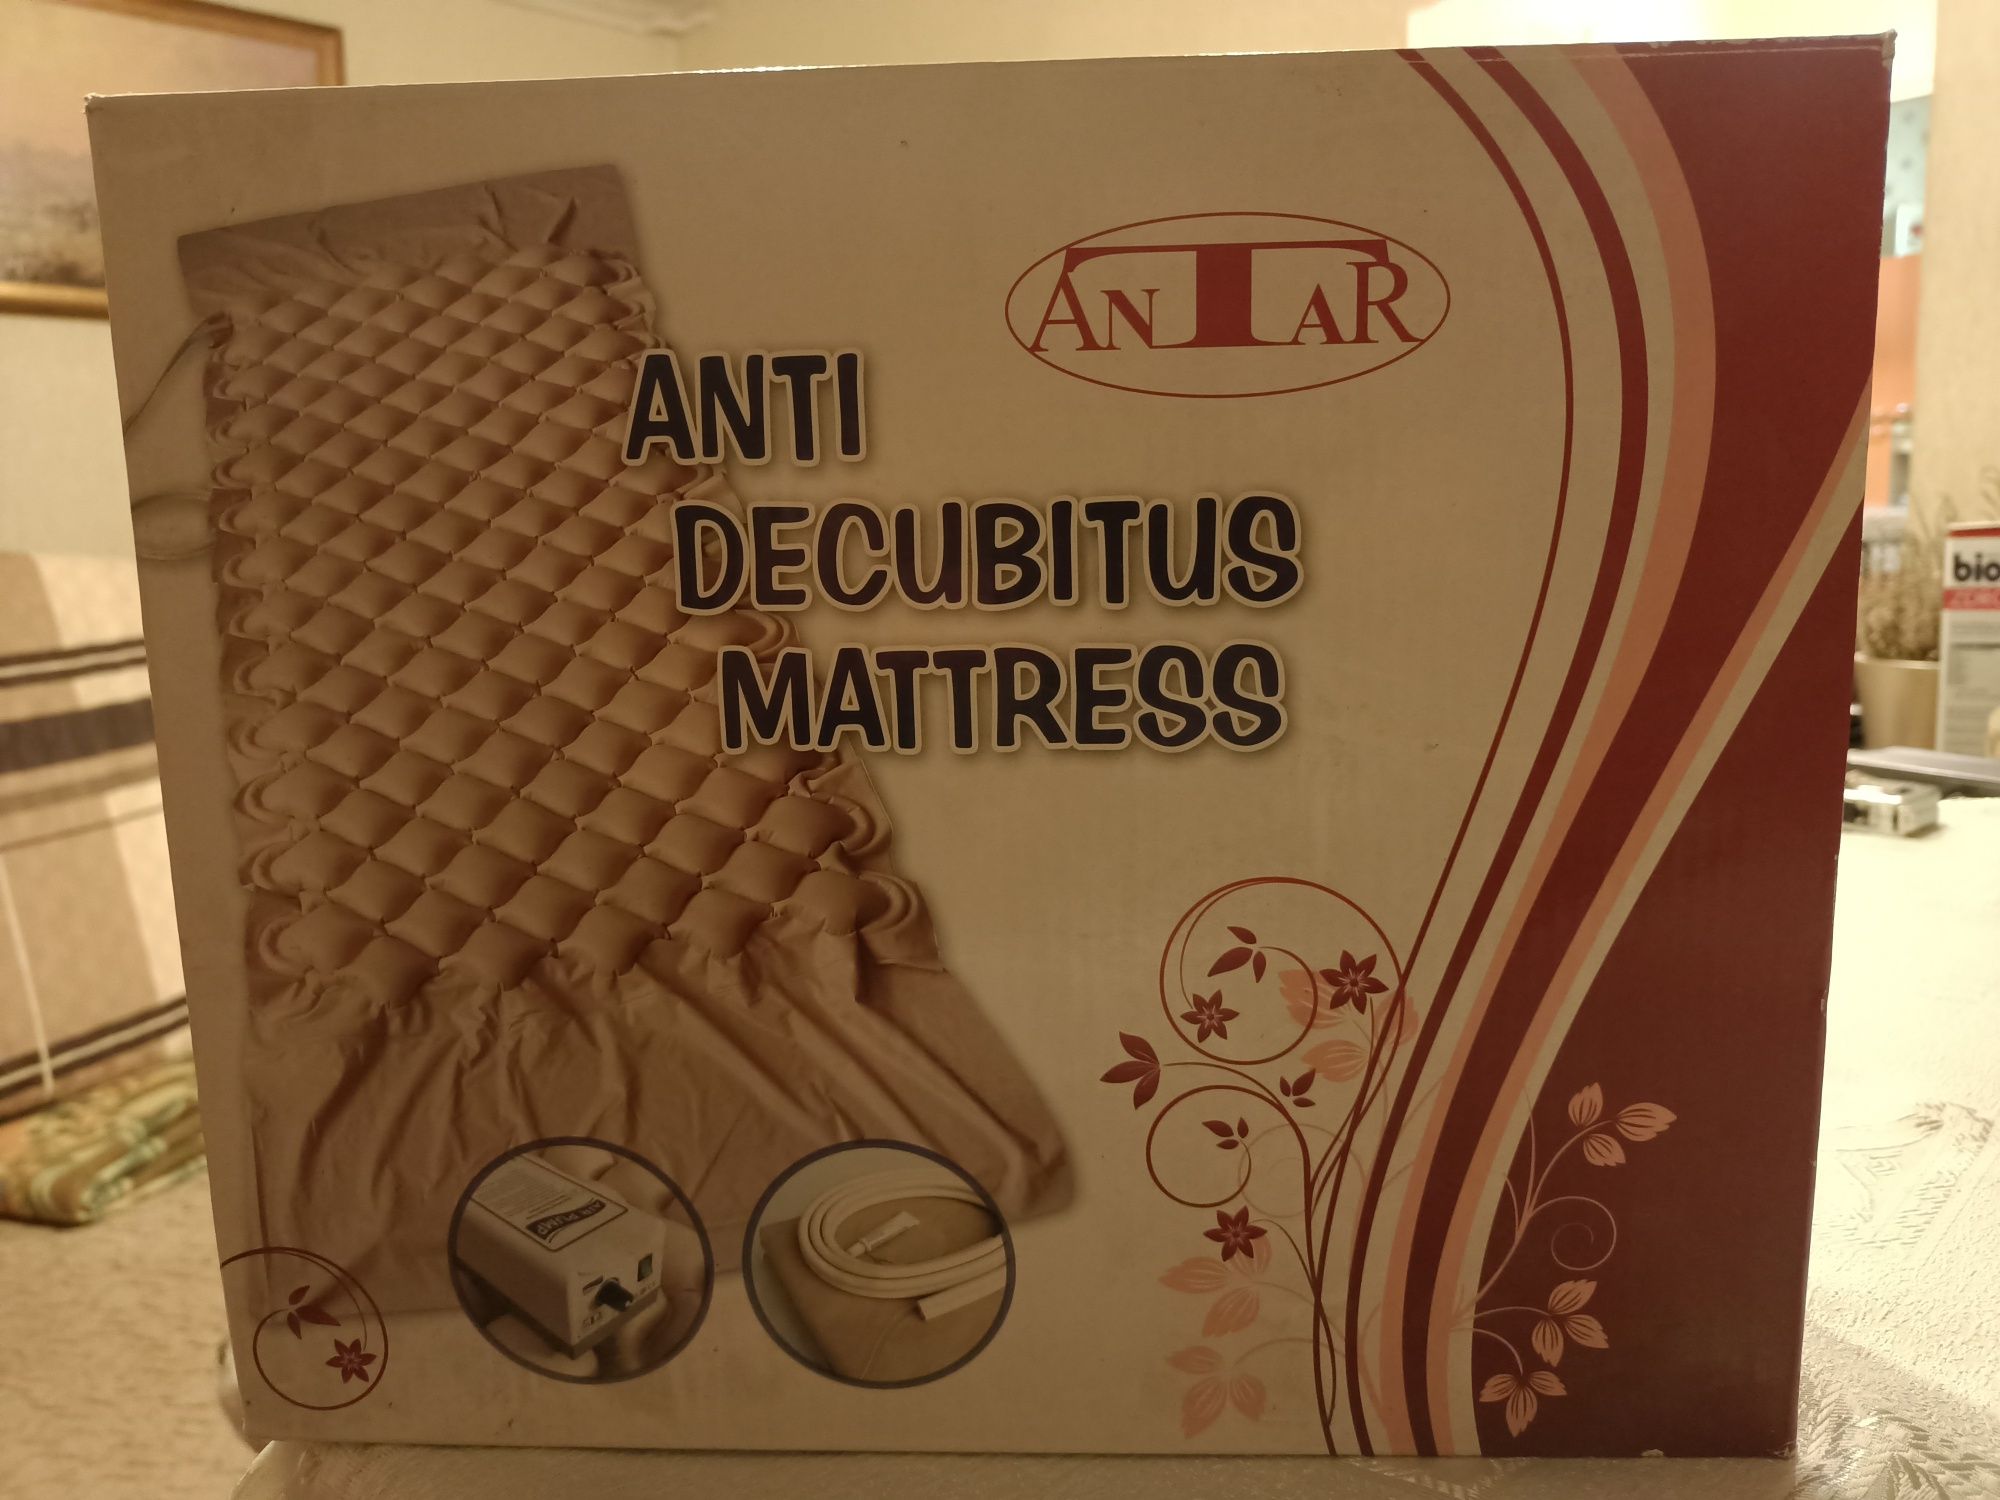 ANTAR
ANTI
DECUBITUS
MATTRESS
AIR PUMP
bio